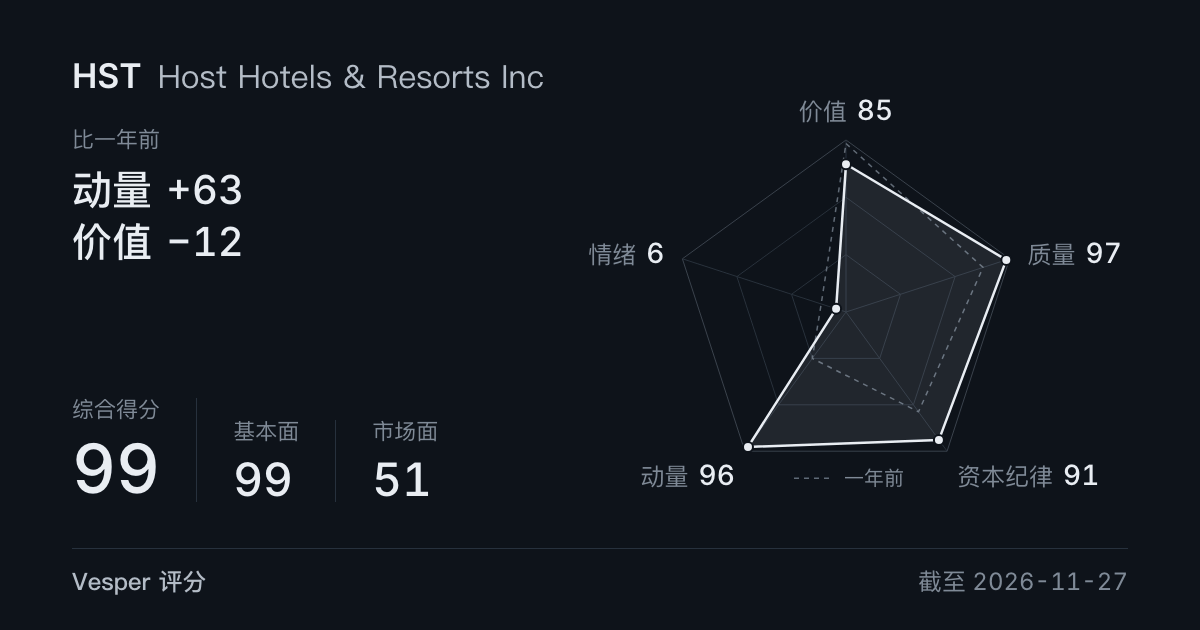 HST Host Hotels & Resorts Inc
比一年前
动量 +63
价值 −12
综合得分
99
基本面
99
市场面
51
价值 85
质量 97
情绪 6
动量 96
一年前
资本纪律 91
Vesper 评分
截至 2026-11-27